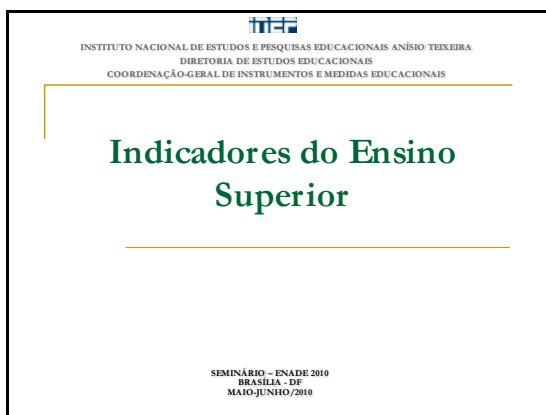 inep
INSTITUTO NACIONAL DE ESTUDOS E PESQUISAS EDUCACIONAIS ANÍSIO TEIXEIRA
DIRETORIA DE ESTUDOS EDUCACIONAIS
COORDENAÇÃO-GERAL DE INSTRUMENTOS E MEDIDAS EDUCACIONAIS
Indicadores do Ensino
Superior
SEMINÁRIO – ENADE 2010
BRASÍLIA - DF
MAIO-JUNHO/2010